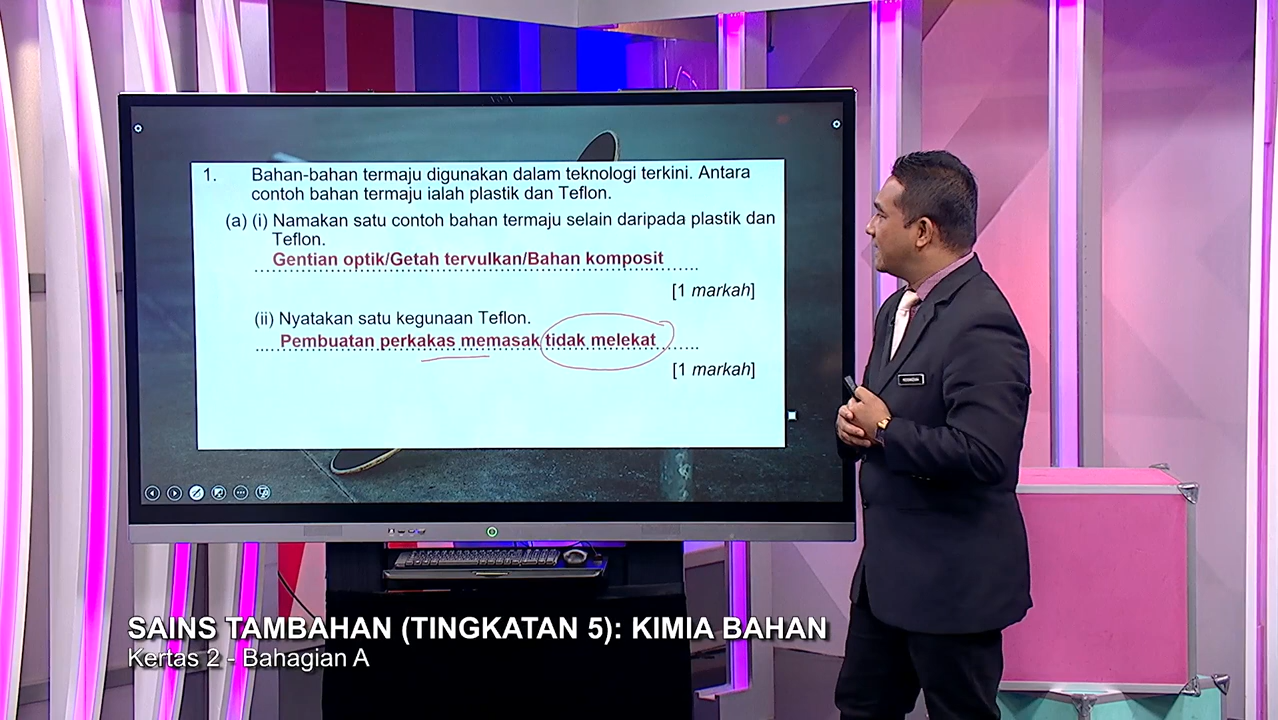 1. Bahan-bahan termaju digunakan dalam teknologi terkini. Antara
contoh bahan termaju ialah plastik dan Teflon.
(a) (i) Namakan satu contoh bahan termaju selain daripada plastik dan
Teflon.
Gentian optik/Getah tervulkan/Bahan komposit
[1 markah]
(ii) Nyatakan satu kegunaan Teflon.
Pembuatan perkakas memasak tidak melekat
[1 markah]
SAINS TAMBAHAN (TINGKATAN 5): KIMIA BAHAN
Kertas 2 - Bahagian A